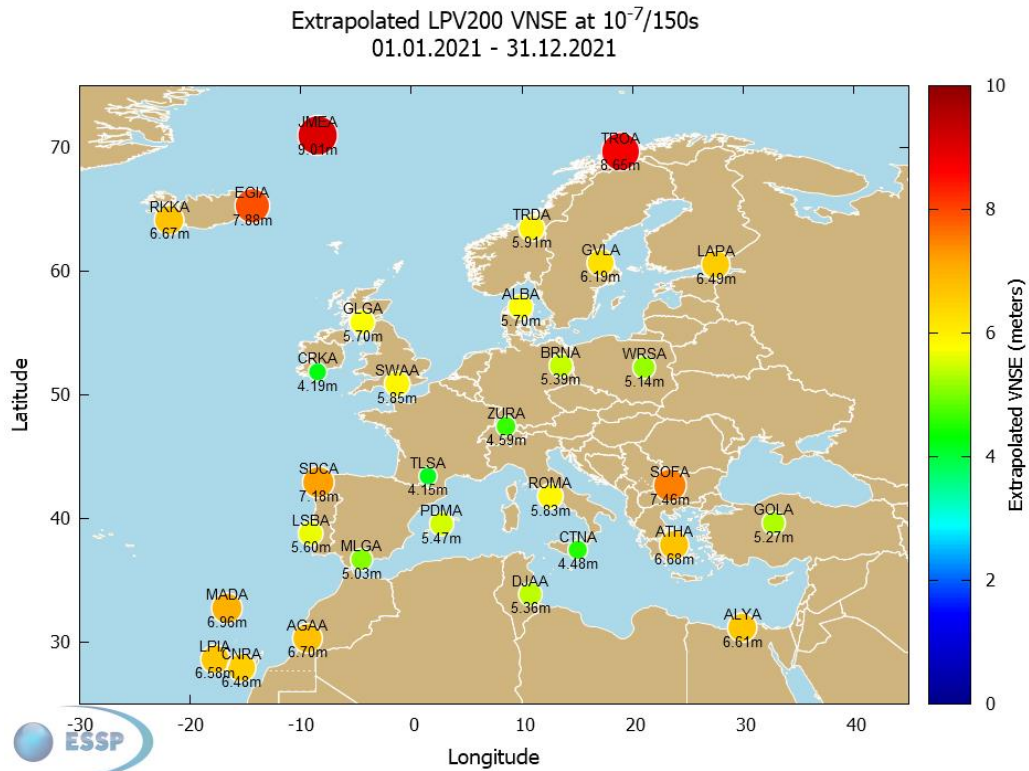 Extrapolated LPV200 VNSE at 10⁻⁷/150s
01.01.2021 - 31.12.2021
10
8
6
4
2
0
Extrapolated VNSE (meters)
70
60
50
40
30
Latitude
JMEA
9.01m
TROA
8.65m
EGIA
7.88m
RKKA
6.67m
TRDA
5.91m
GVLA
6.19m
LAPA
6.49m
ALBA
5.70m
GLGA
5.70m
CRKA
4.19m
SWAA
5.85m
BRNA
5.39m
WRSA
5.14m
ZURA
4.59m
TLSA
4.15m
SDCA
7.18m
ROMA
5.83m
SOFA
7.46m
LSBA
5.60m
PDMA
5.47m
GOLA
5.27m
MLGA
5.03m
CTNA
4.48m
ATHA
6.68m
DJAA
5.36m
MADA
6.96m
AGAA
6.70m
ALYA
6.61m
LPIA
6.58m
CNRA
6.48m
-30
-20
-10
0
10
20
30
40
Longitude
ESSP